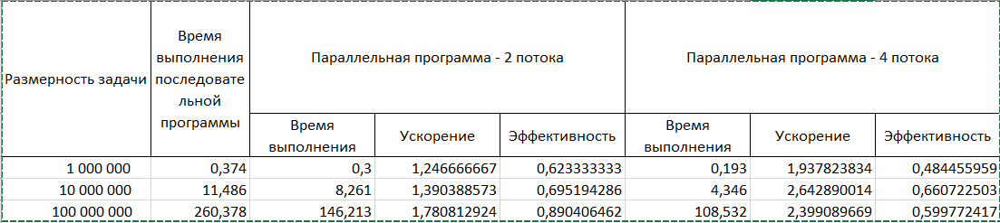 Размерность задачи
Время
выполнения
последовате
льной
программы
Параллельная программа - 2 потока
Параллельная программа - 4 потока
Время
выполнения
Ускорение
Эффективность
Время
выполнения
Ускорение
Эффективность
1 000 000 0,374 0,3 1,246666667 0,623333333 0,193 1,937823834 0,484455959
10 000 000 11,486 8,261 1,390388573 0,695194286 4,346 2,642890014 0,660722503
100 000 000 260,378 146,213 1,780812924 0,890406462 108,532 2,399089669 0,599772417